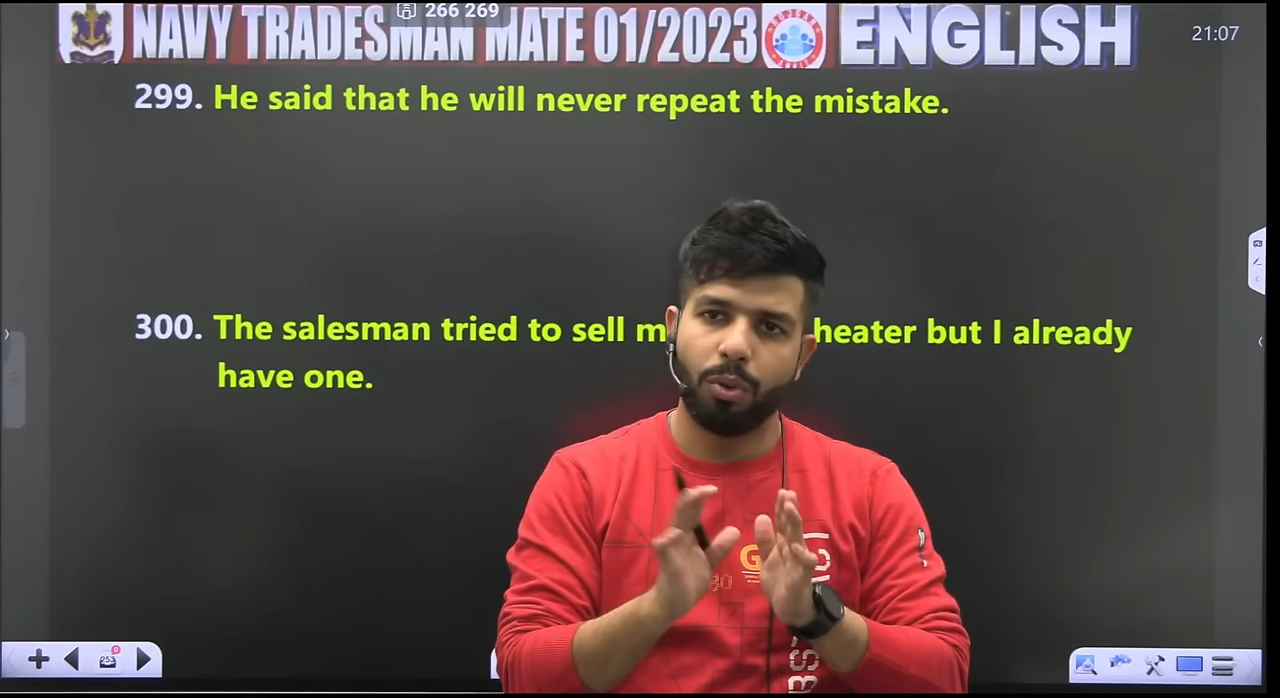 266 269
NAVY TRADESMAN MATE 01/2023 ENGLISH
21:07
299. He said that he will never repeat the mistake.
300. The salesman tried to sell m heater but I already
have one.
253